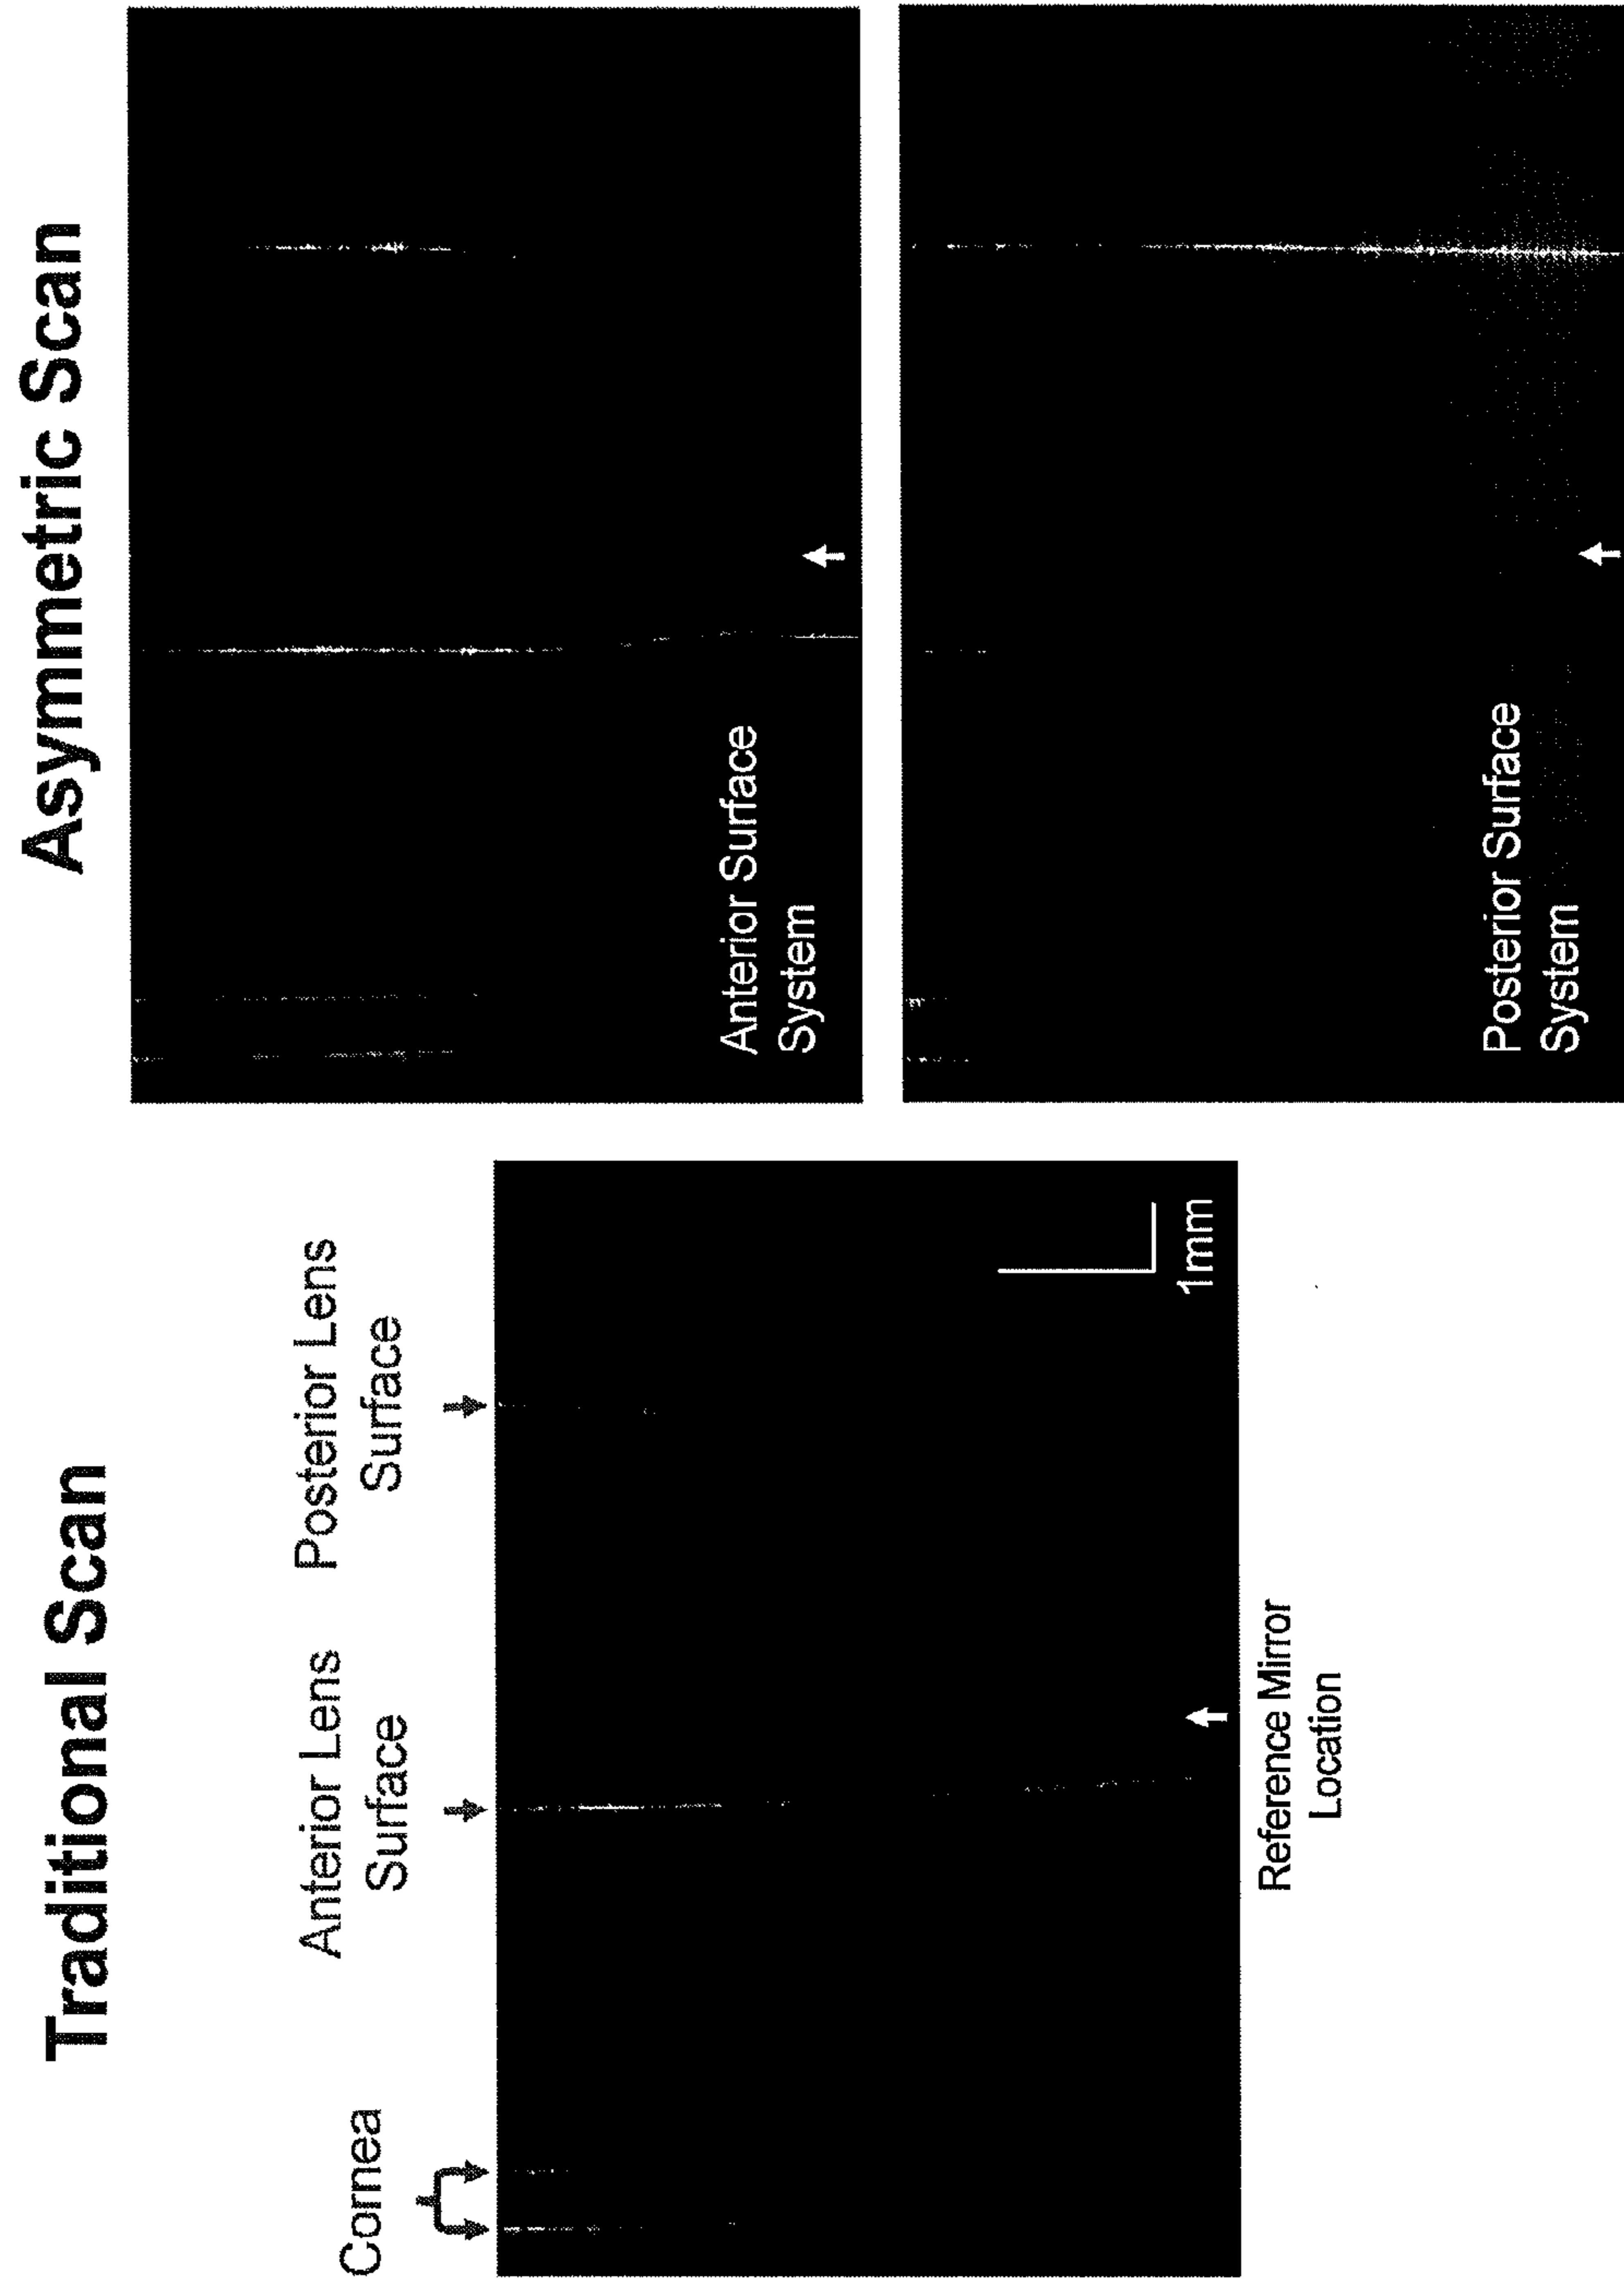 Traditional Scan
Cornea
Anterior Lens
Surface
Posterior Lens
Surface
1mm
Reference Mirror
Location
Asymmetric Scan
Anterior Surface
System
Posterior Surface
System